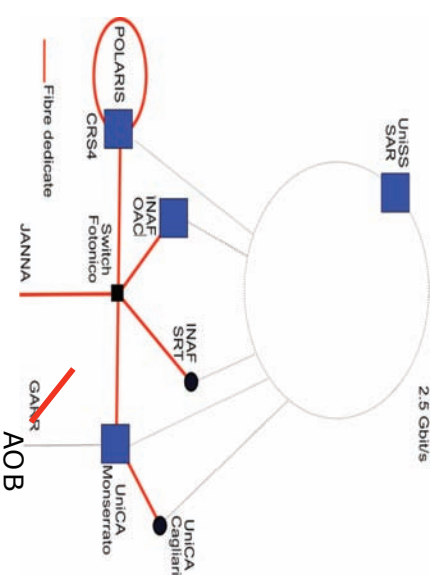 POLARIS
CRS4
Fibre dedicate
UniSS
SAR
INAF
OAC
Switch
Fotonico
JANNA
INAF
SRT
2.5 Gbit/s
GARR
AOB
UniCA
Monserrato
UniCA
Cagliari